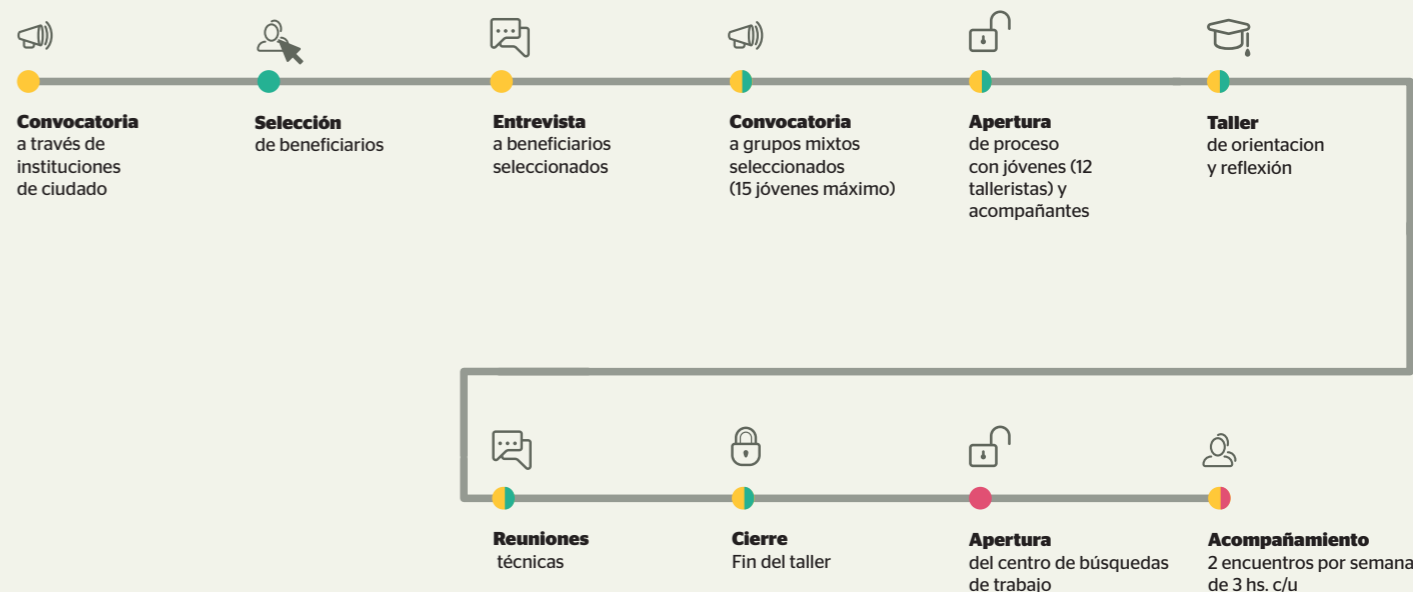 Convocatoria
a través de
instituciones
de ciudado
Selección
de beneficiarios
Entrevista
a beneficiarios
seleccionados
Convocatoria
a grupos mixtos
seleccionados
(15 jóvenes máximo)
Apertura
de proceso
con jóvenes (12
talleristas) y
acompañantes
Taller
de orientacion
y reflexión
Reuniones
técnicas
Cierre
Fin del taller
Apertura
del centro de búsquedas
de trabajo
Acompañamiento
2 encuentros por semana
de 3 hs. c/u